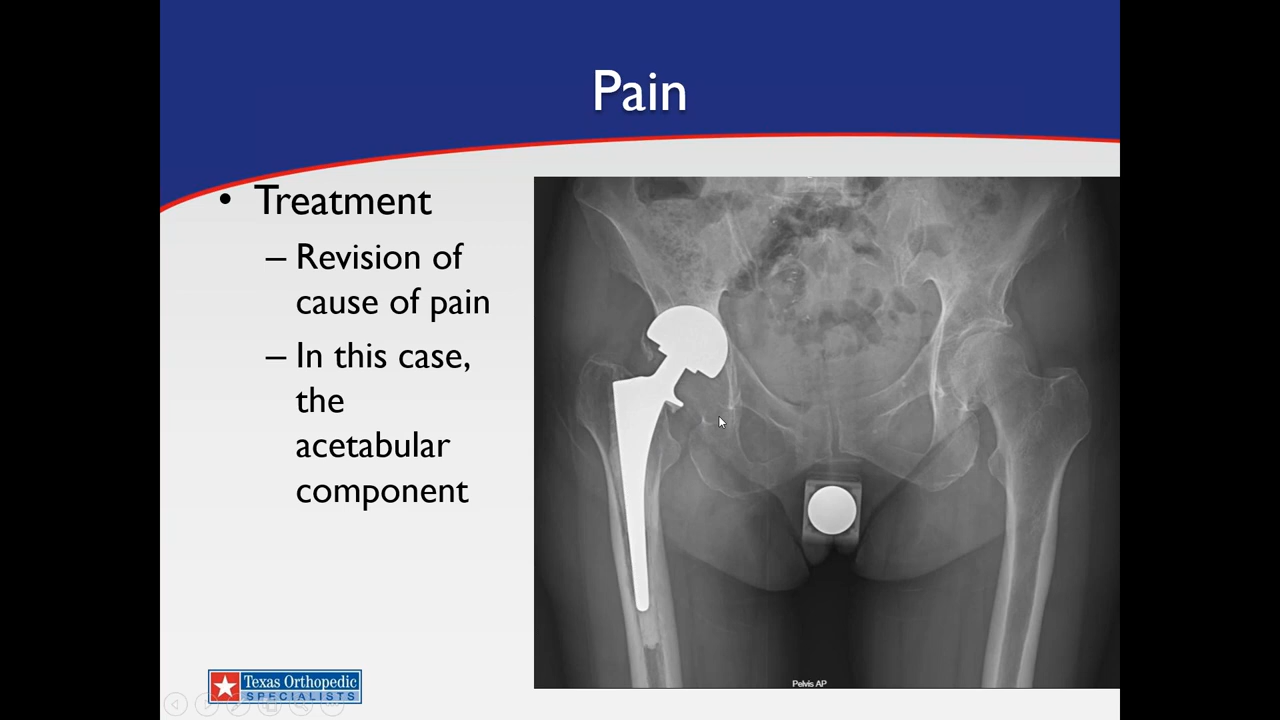 Pain
• Treatment
– Revision of
cause of pain
– In this case,
the
acetabular
component
Pelvis AP
Texas Orthopedic
SPECIALISTS